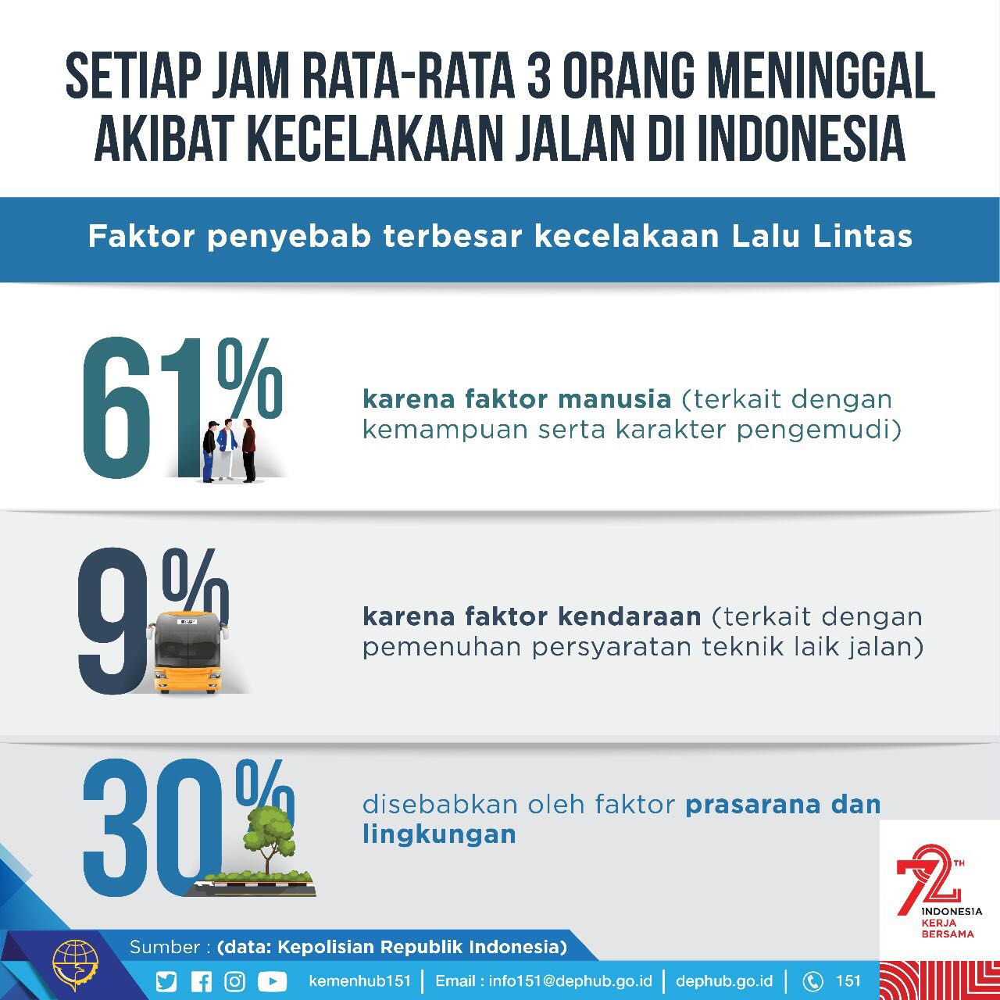 SETIAP JAM RATA-RATA 3 ORANG MENINGGAL
AKIBAT KECELAKAAN JALAN DI INDONESIA
Faktor penyebab terbesar kecelakaan Lalu Lintas
61%
karena faktor manusia (terkait dengan
kemampuan serta karakter pengemudi)
9%
karena faktor kendaraan (terkait dengan
pemenuhan persyaratan teknik laik jalan)
30%
disebabkan oleh faktor prasarana dan
lingkungan
72TH
INDONESIA
KERJA
BERSAMA
Sumber : (data: Kepolisian Republik Indonesia)
kemenhub151 | Email : info151@dephub.go.id | dephub.go.id | 151